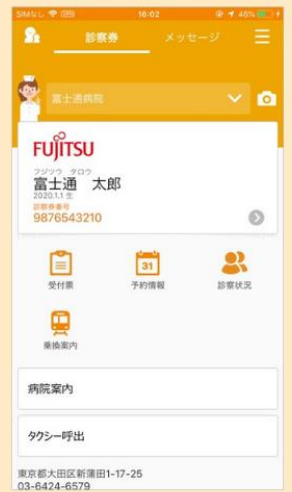 SIMなし 16:02 46%
診察券 メッセージ
富士通病院
FUJITSU
フジツウ タロウ
富士通 太郎
2020.1.1 生
診察券番号
9876543210
31
受付票 予約情報 診察状況
乗換案内
病院案内
タクシー呼出
東京都大田区新蒲田1-17-25
03-6424-6579